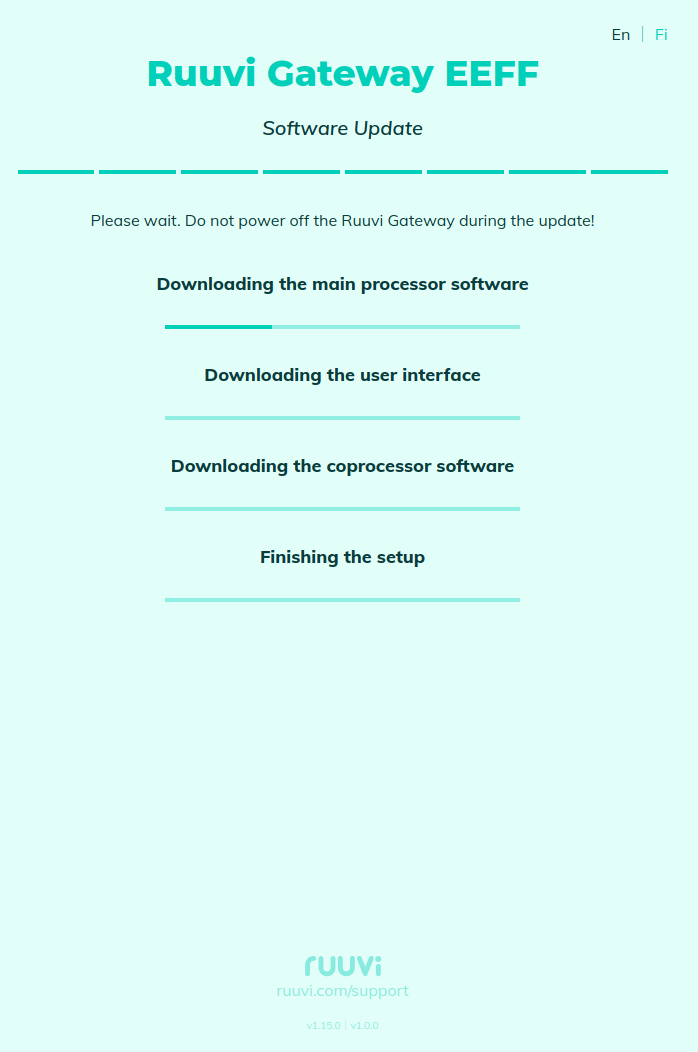 En | Fi
Ruuvi Gateway EEFF
Software Update
Please wait. Do not power off the Ruuvi Gateway during the update!
Downloading the main processor software
Downloading the user interface
Downloading the coprocessor software
Finishing the setup
ruuvi
ruuvi.com/support
v1.15.0 | v1.0.0